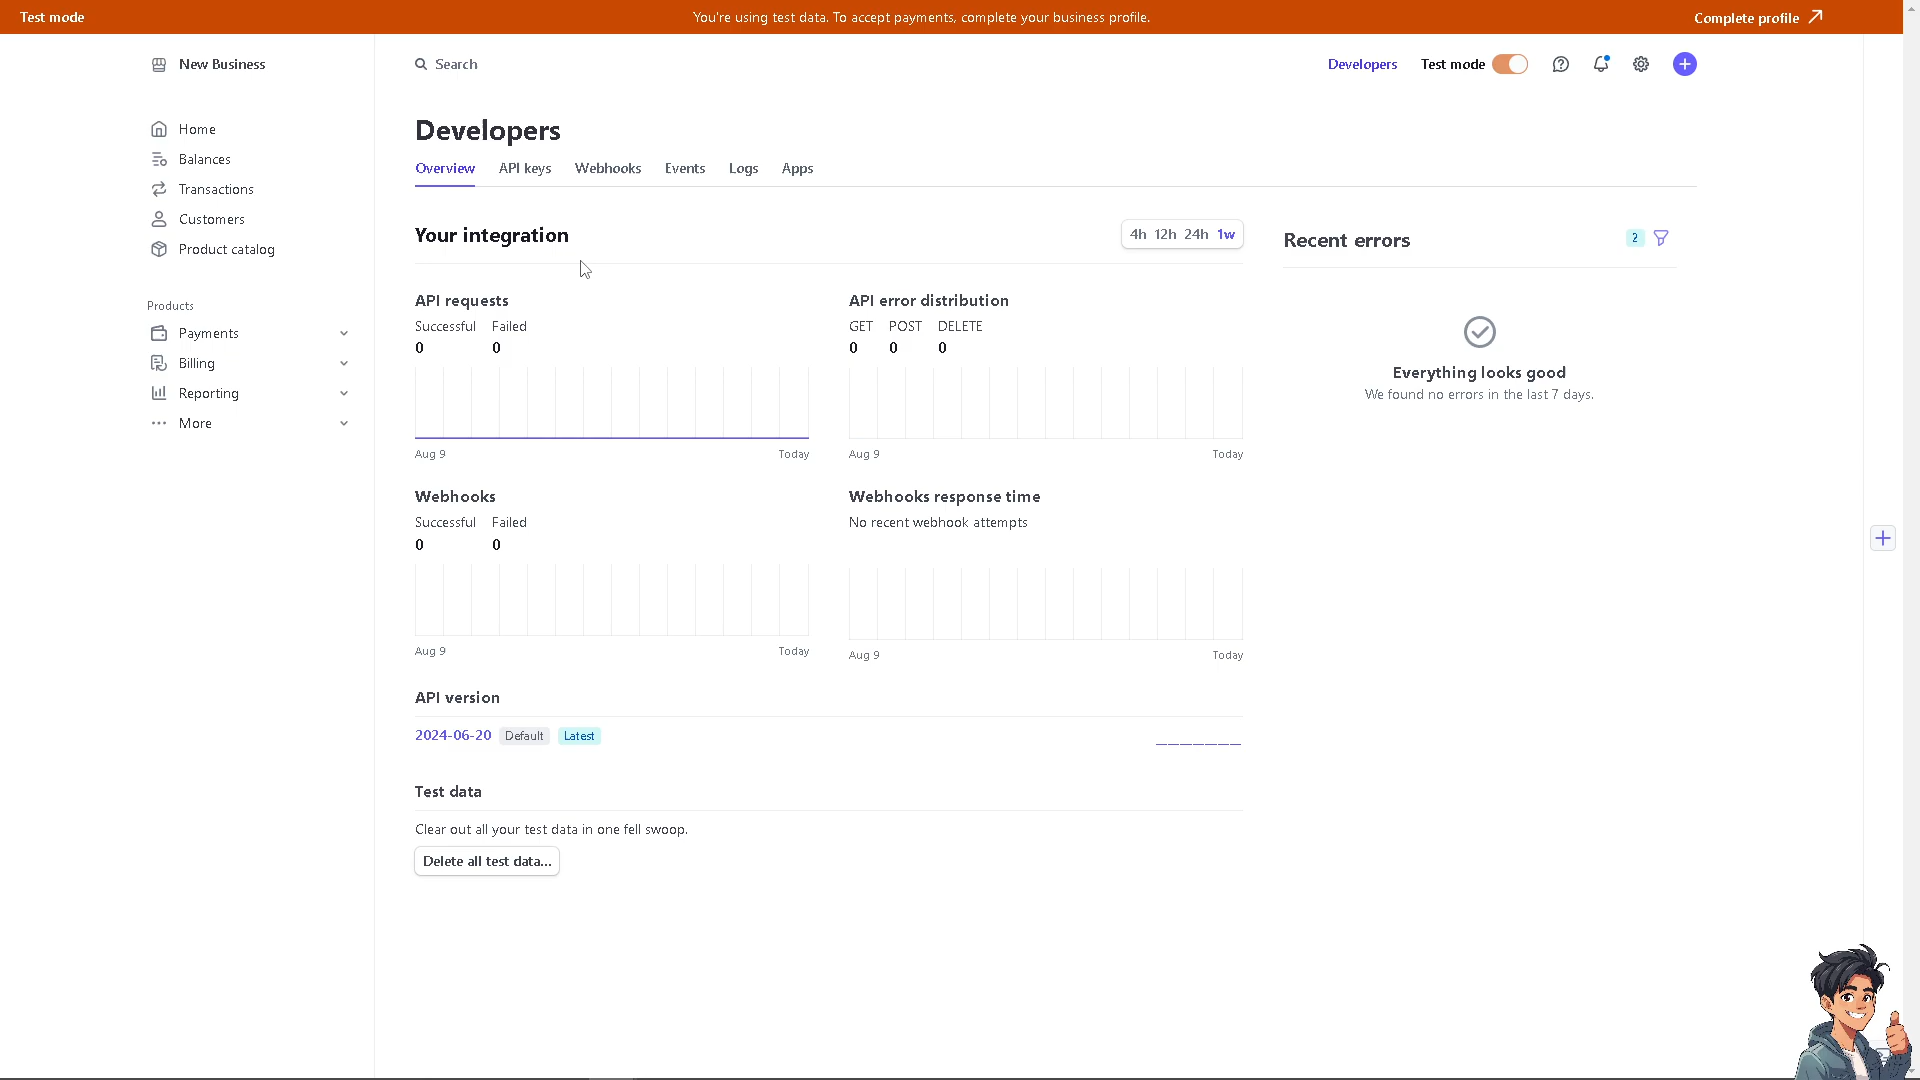 Test mode
You're using test data. To accept payments, complete your business profile.
Complete profile
New Business
Search
Developers
Test mode
Home
Balances
Transactions
Customers
Product catalog
Products
Payments
Billing
Reporting
More
Developers
Overview API keys Webhooks Events Logs Apps
Your integration
4h 12h 24h 1w
API requests
Successful Failed
0 0
Aug 9 Today
API error distribution
GET POST DELETE
0 0 0
Aug 9 Today
Webhooks
Successful Failed
0 0
Aug 9 Today
Webhooks response time
No recent webhook attempts
Aug 9 Today
API version
2024-06-20 Default Latest
Test data
Clear out all your test data in one fell swoop.
Delete all test data...
Recent errors
2
Everything looks good
We found no errors in the last 7 days.